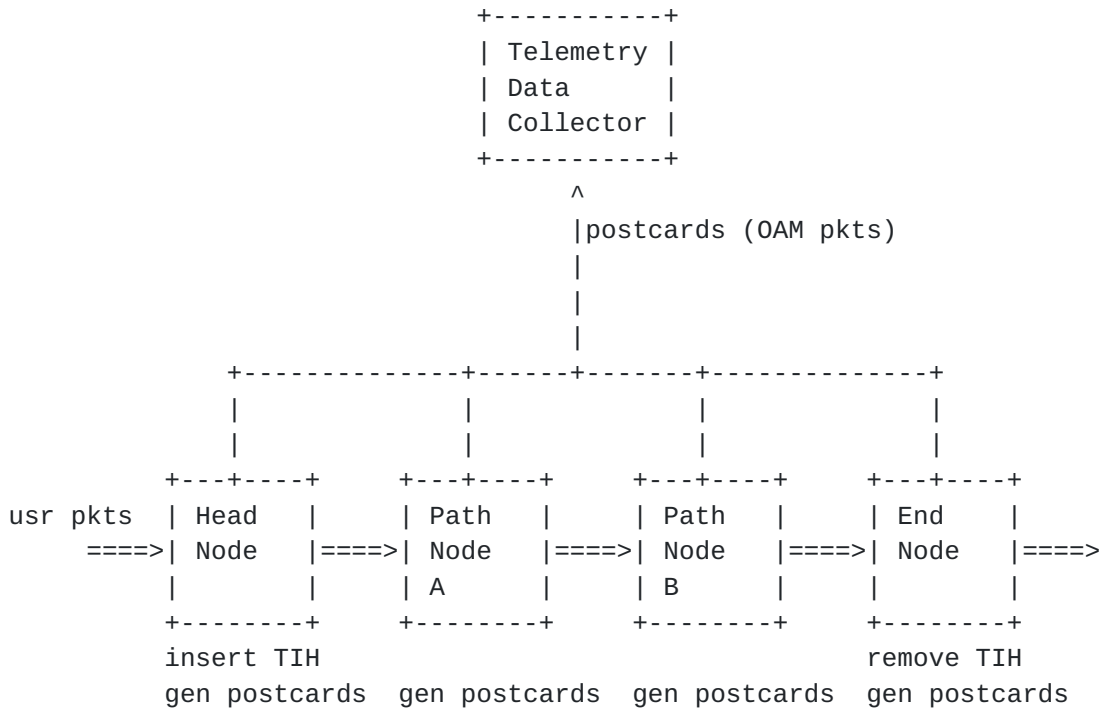 Telemetry
Data
Collector
postcards (OAM pkts)
usr pkts Head Path Path End
Node Node Node Node
A B
insert TIH remove TIH
gen postcards gen postcards gen postcards gen postcards